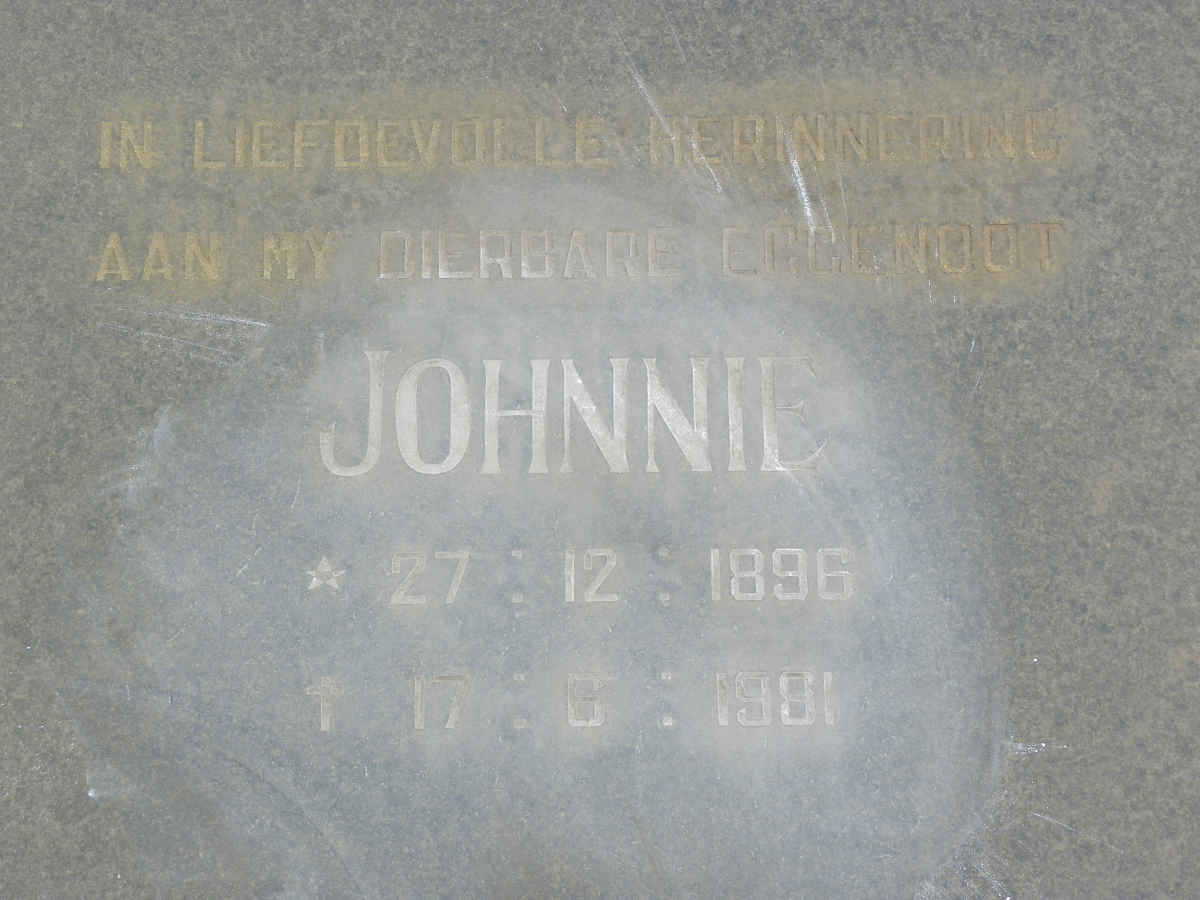 IN LIEFDEVOLLE HERINNERING
AAN MY DIERBARE EGGENOOT
JOHNNIE
★ 27 : 12 : 1896
✝ 17 : 6 : 1981